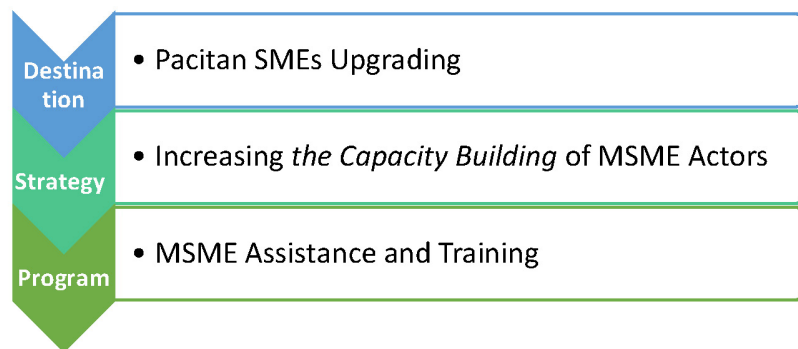 Destina
tion
• Pacitan SMEs Upgrading
Strategy
• Increasing the Capacity Building of MSME Actors
Program
• MSME Assistance and Training